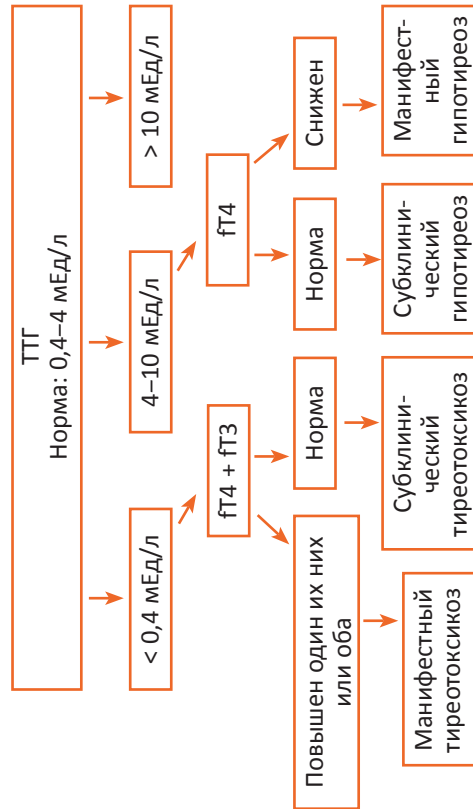 ТТГ
Норма: 0,4–4 мЕд/л
< 0,4 мЕд/л
4–10 мЕд/л
> 10 мЕд/л
fT4 + fT3
fT4
Повышен один их них
или оба
Норма
Норма
Снижен
Манифестный
тиреотоксикоз
Субклини-
ческий
тиреотоксикоз
Субклини-
ческий
гипотиреоз
Манифест-
ный
гипотиреоз